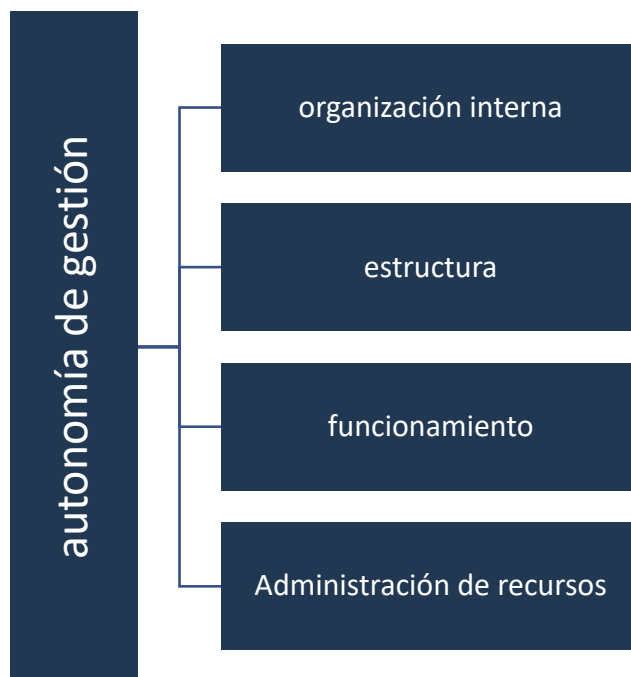 autonomía de gestión
organización interna
estructura
funcionamiento
Administración de recursos